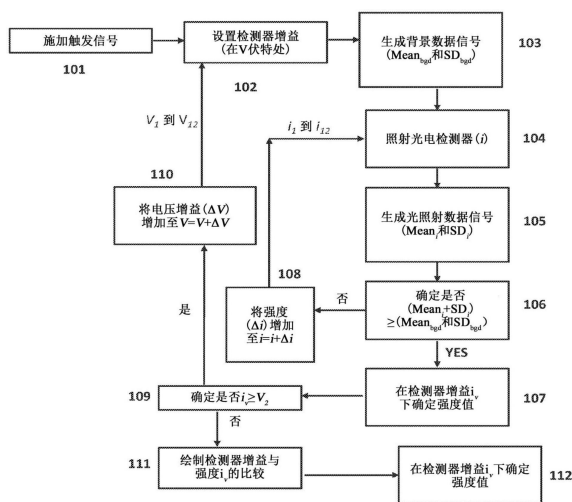 施加触发信号
101
设置检测器增益
(在V伏特处)
102
生成背景数据信号
(Mean_bgd和SD_bgd)
103
V₁ 到 V₁₂
i₁ 到 i₁₂
照射光电检测器(i)
104
110
将电压增益(ΔV)
增加至V=V+ΔV
生成光照射数据信号
(Mean_i和SD_i)
105
108
将强度
(Δi)增加
至i=i+Δi
否
确定是否
(Mean_i+SD_i)
≥(Mean_bgd和SD_bgd)
106
是
YES
109
确定是否i_v≥V₂
在检测器增益i_v
下确定强度值
107
否
111
绘制检测器增益与
强度i_v的比较
在检测器增益i_v下确定
强度值
112